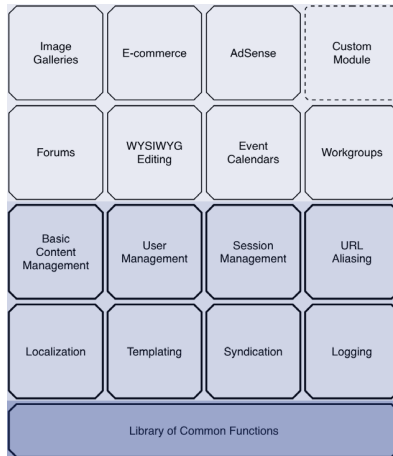 Image
Galleries
E-commerce
AdSense
Custom
Module
Forums
WYSIWYG
Editing
Event
Calendars
Workgroups
Basic
Content
Management
User
Management
Session
Management
URL
Aliasing
Localization
Templating
Syndication
Logging
Library of Common Functions